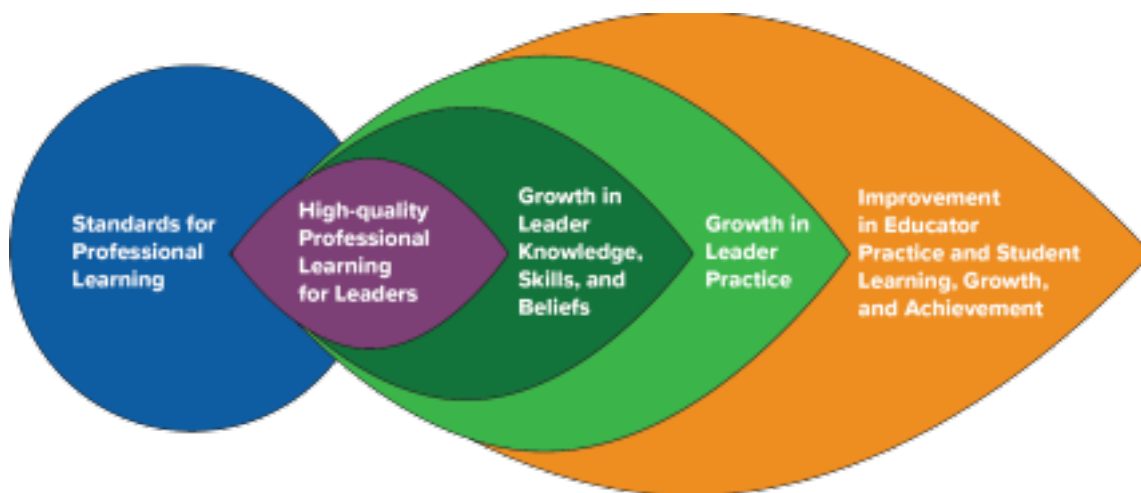 Standards for
Professional
Learning
High-quality
Professional
Learning
for Leaders
Growth in
Leader
Knowledge,
Skills, and
Beliefs
Growth in
Leader
Practice
Improvement
in Educator
Practice and Student
Learning, Growth,
and Achievement